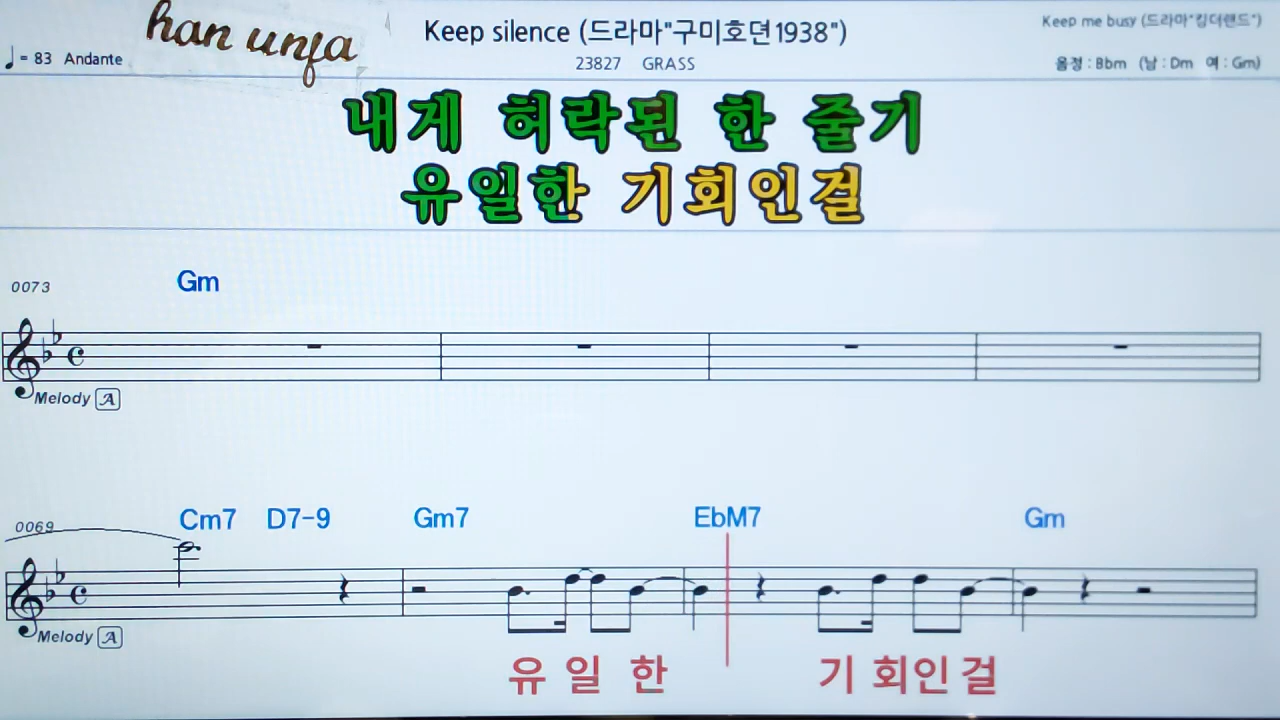 han unja
Keep silence (드라마"구미호뎐1938")
Keep me busy (드라마"킹더랜드")
♩= 83 Andante
23827 GRASS
음정 : Bbm (남 : Dm 여 : Gm)
내게 허락된 한 줄기
유일한 기회인걸
0073
Gm
Melody A
0069
Cm7 D7-9 Gm7 EbM7 Gm
Melody A
유 일 한 기 회인 걸